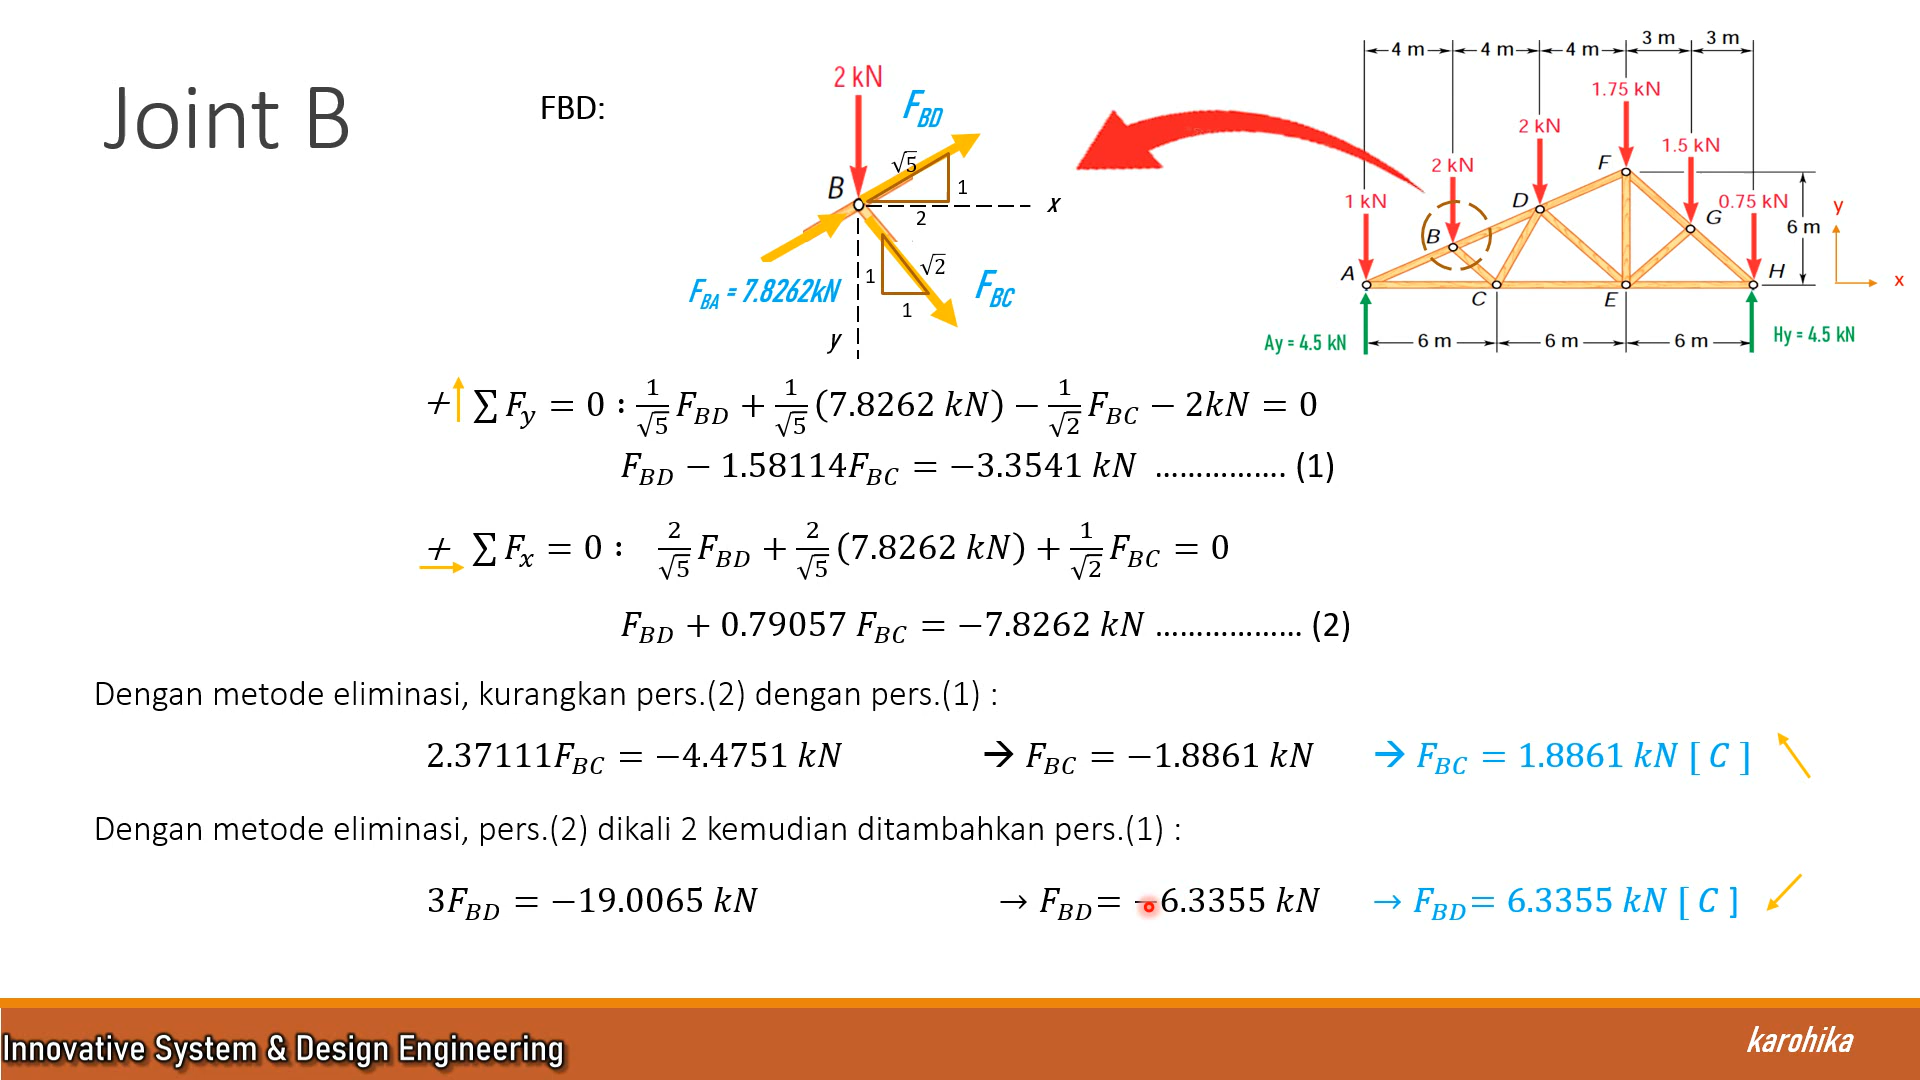 Joint B
FBD:
2 kN
F_BD
√5
1
2
B
x
1
√2
1
F_BC
F_BA = 7.8262kN
y
4 m
4 m
4 m
3 m
3 m
1.75 kN
2 kN
1.5 kN
2 kN
1 kN
0.75 kN
F
D
G
B
A
H
C
E
6 m
y
x
Ay = 4.5 kN
6 m
6 m
6 m
Hy = 4.5 kN
+ ∑ F_y = 0 : 1/√5 F_BD + 1/√5 (7.8262 kN) − 1/√2 F_BC − 2kN = 0
F_BD − 1.58114F_BC = −3.3541 kN ................ (1)
+ ∑ F_x = 0 : 2/√5 F_BD + 2/√5 (7.8262 kN) + 1/√2 F_BC = 0
F_BD + 0.79057 F_BC = −7.8262 kN .................. (2)
Dengan metode eliminasi, kurangkan pers.(2) dengan pers.(1) :
2.37111F_BC = −4.4751 kN → F_BC = −1.8861 kN → F_BC = 1.8861 kN [ C ]
Dengan metode eliminasi, pers.(2) dikali 2 kemudian ditambahkan pers.(1) :
3F_BD = −19.0065 kN → F_BD = −6.3355 kN → F_BD = 6.3355 kN [ C ]
Innovative System & Design Engineering
karohika